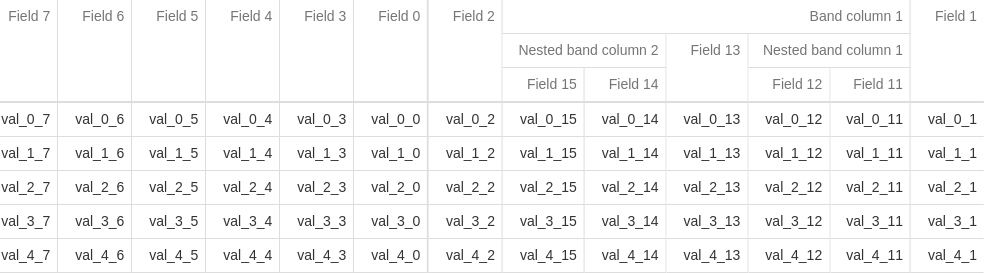 Field 7 Field 6 Field 5 Field 4 Field 3 Field 0 Field 2 Band column 1 Field 1
Nested band column 2 Field 13 Nested band column 1
Field 15 Field 14 Field 12 Field 11
val_0_7 val_0_6 val_0_5 val_0_4 val_0_3 val_0_0 val_0_2 val_0_15 val_0_14 val_0_13 val_0_12 val_0_11 val_0_1
val_1_7 val_1_6 val_1_5 val_1_4 val_1_3 val_1_0 val_1_2 val_1_15 val_1_14 val_1_13 val_1_12 val_1_11 val_1_1
val_2_7 val_2_6 val_2_5 val_2_4 val_2_3 val_2_0 val_2_2 val_2_15 val_2_14 val_2_13 val_2_12 val_2_11 val_2_1
val_3_7 val_3_6 val_3_5 val_3_4 val_3_3 val_3_0 val_3_2 val_3_15 val_3_14 val_3_13 val_3_12 val_3_11 val_3_1
val_4_7 val_4_6 val_4_5 val_4_4 val_4_3 val_4_0 val_4_2 val_4_15 val_4_14 val_4_13 val_4_12 val_4_11 val_4_1